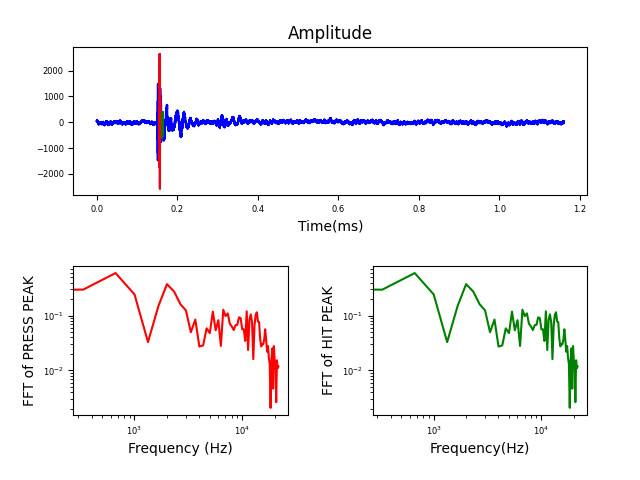 Amplitude
2000
1000
0
−1000
−2000
0.0 0.2 0.4 0.6 0.8 1.0 1.2
Time(ms)
FFT of PRESS PEAK
10⁻¹
10⁻²
10³ 10⁴
Frequency (Hz)
FFT of HIT PEAK
10⁻¹
10⁻²
10³ 10⁴
Frequency(Hz)